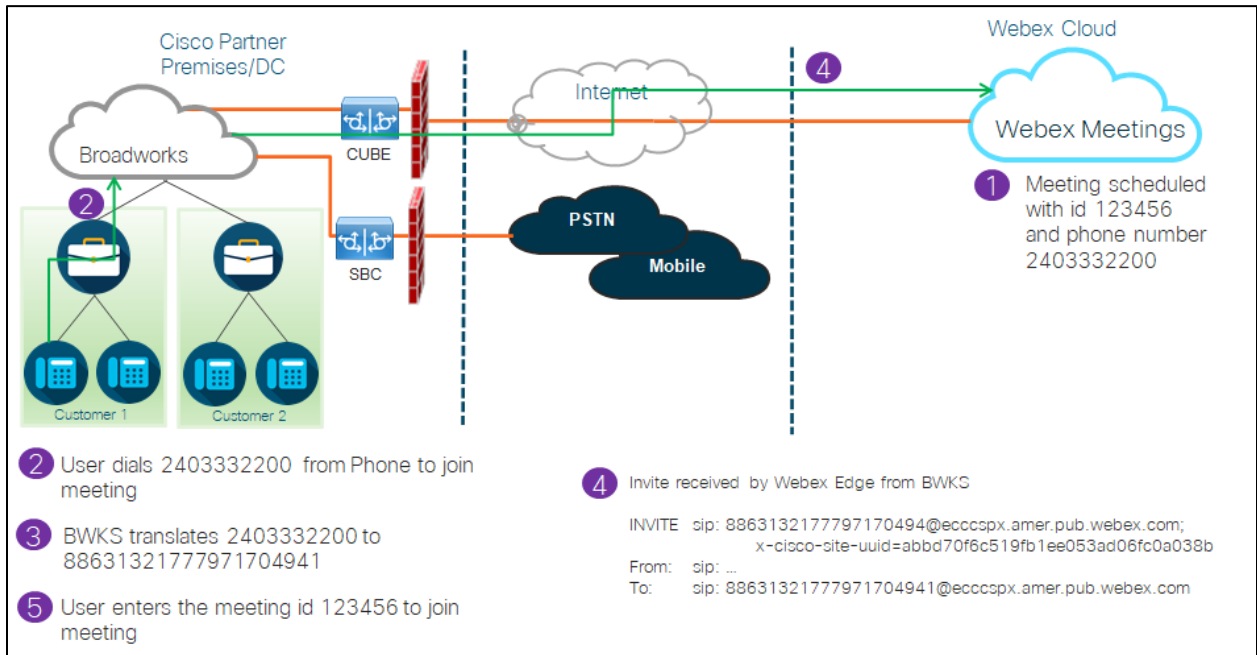 Cisco Partner
Premises/DC
Webex Cloud
4
Internet
Broadworks
CUBE
Webex Meetings
2
1 Meeting scheduled
with id 123456
and phone number
2403332200
PSTN
SBC
Mobile
Customer 1
Customer 2
2 User dials 2403332200 from Phone to join
meeting
3 BWKS translates 2403332200 to
88631321777971704941
5 User enters the meeting id 123456 to join
meeting
4 Invite received by Webex Edge from BWKS
INVITE sip: 8863132177797170494@ecccspx.amer.pub.webex.com;
x-cisco-site-uuid=abbd70f6c519fb1ee053ad06fc0a038b
From: sip: ...
To: sip: 88631321777971704941@ecccspx.amer.pub.webex.com